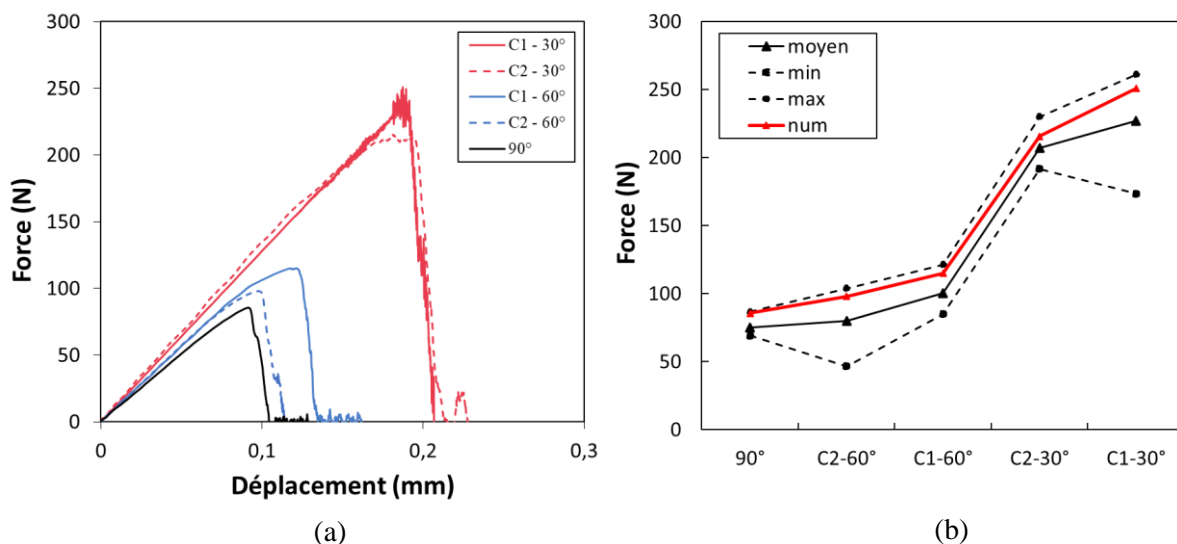 300
250
200
150
100
50
0
Force (N)
0
0,1
0,2
0,3
Déplacement (mm)
C1 - 30°
C2 - 30°
C1 - 60°
C2 - 60°
90°
(a)
300
250
200
150
100
50
0
Force (N)
moyen
min
max
num
90°
C2-60°
C1-60°
C2-30°
C1-30°
(b)